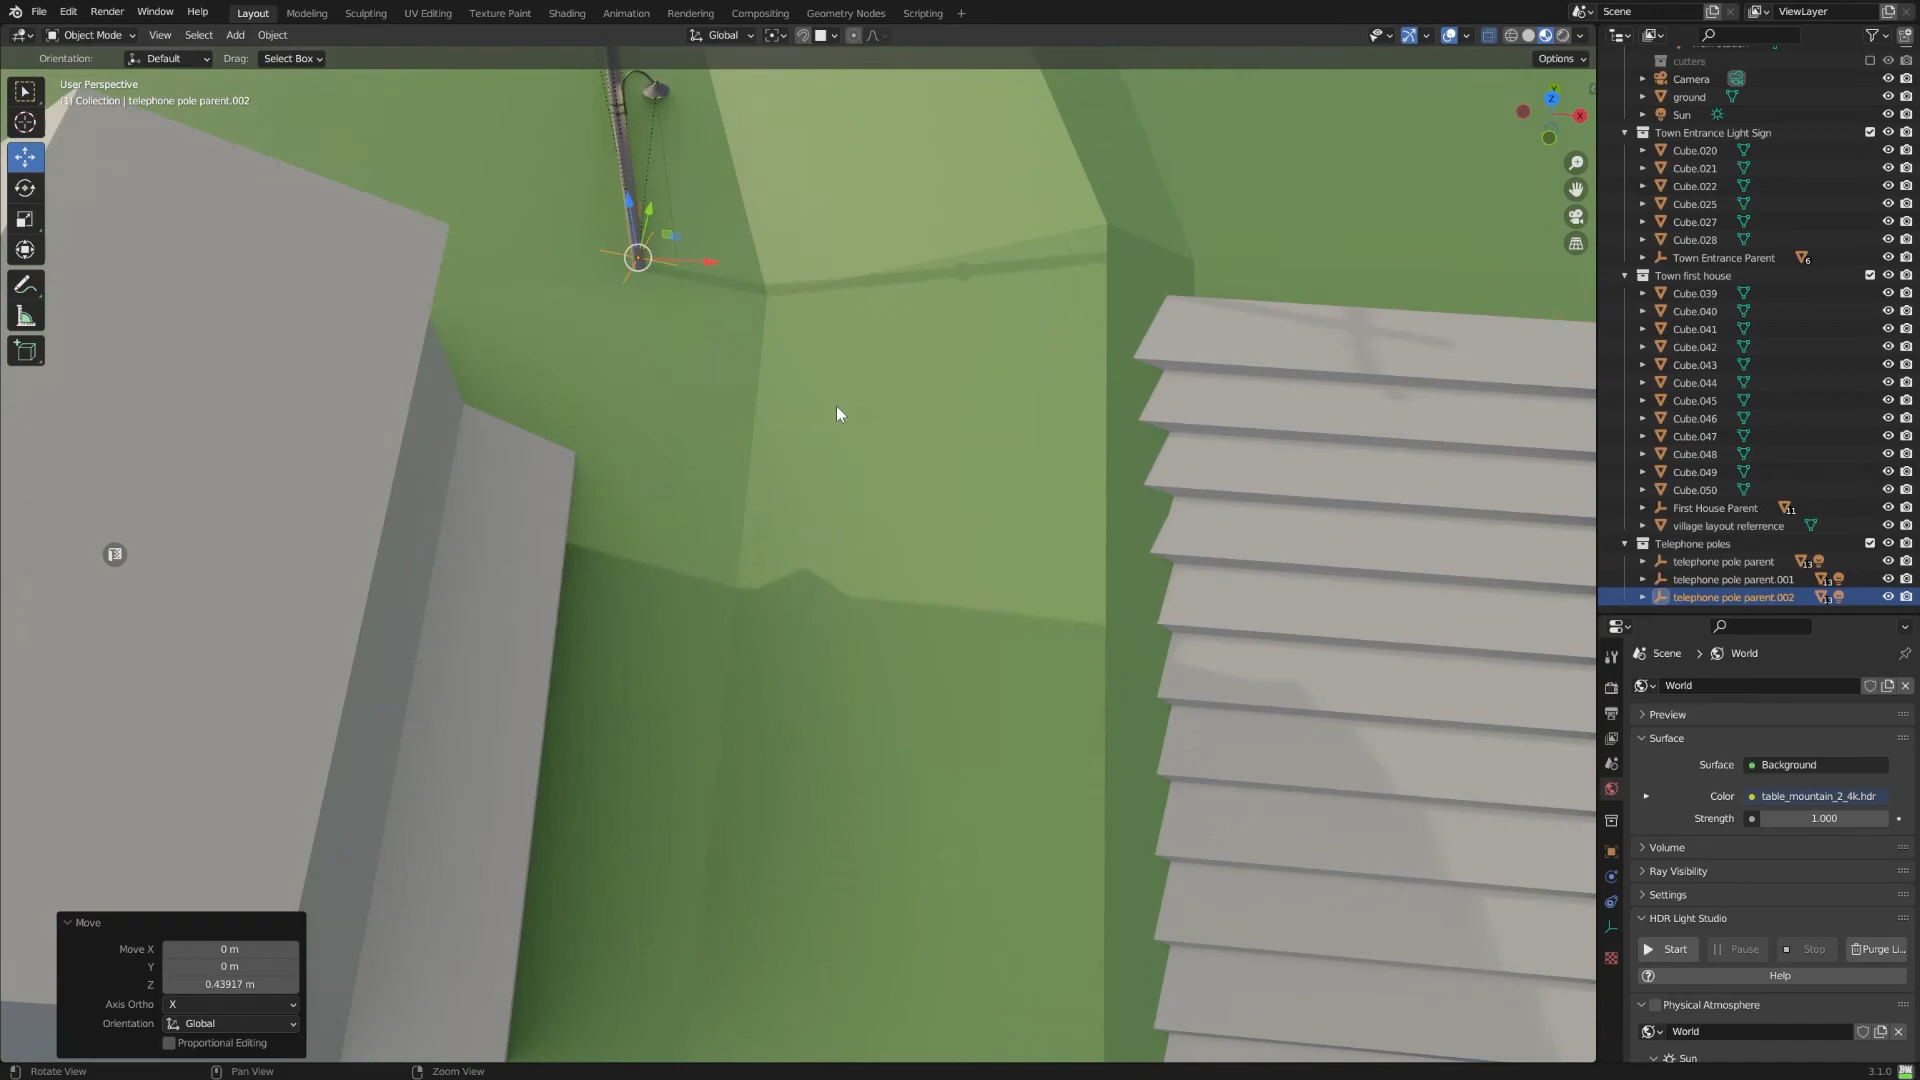 File Edit Render Window Help
Layout Modeling Sculpting UV Editing Texture Paint Shading Animation Rendering Compositing Geometry Nodes Scripting +
Scene
ViewLayer
Object Mode View Select Add Object
Global
Orientation: Default Drag: Select Box
Options
User Perspective
(1) Collection | telephone pole parent.002
Z
Y
X
cutters
Camera
ground
Sun
Town Entrance Light Sign
Cube.020
Cube.021
Cube.022
Cube.025
Cube.027
Cube.028
Town Entrance Parent 6
Town first house
Cube.039
Cube.040
Cube.041
Cube.042
Cube.043
Cube.044
Cube.045
Cube.046
Cube.047
Cube.048
Cube.049
Cube.050
First House Parent 11
village layout referrence
Telephone poles
telephone pole parent 13
telephone pole parent.001 13
telephone pole parent.002 13
Scene > World
World
Preview
Surface
Surface Background
Color table_mountain_2_4k.hdr
Strength 1.000
Volume
Ray Visibility
Settings
HDR Light Studio
Start Pause Stop Purge Li...
Help
Physical Atmosphere
World
Sun
Move
Move X 0 m
Y 0 m
Z 0.43917 m
Axis Ortho X
Orientation Global
Proportional Editing
Rotate View Pan View Zoom View
3.1.0